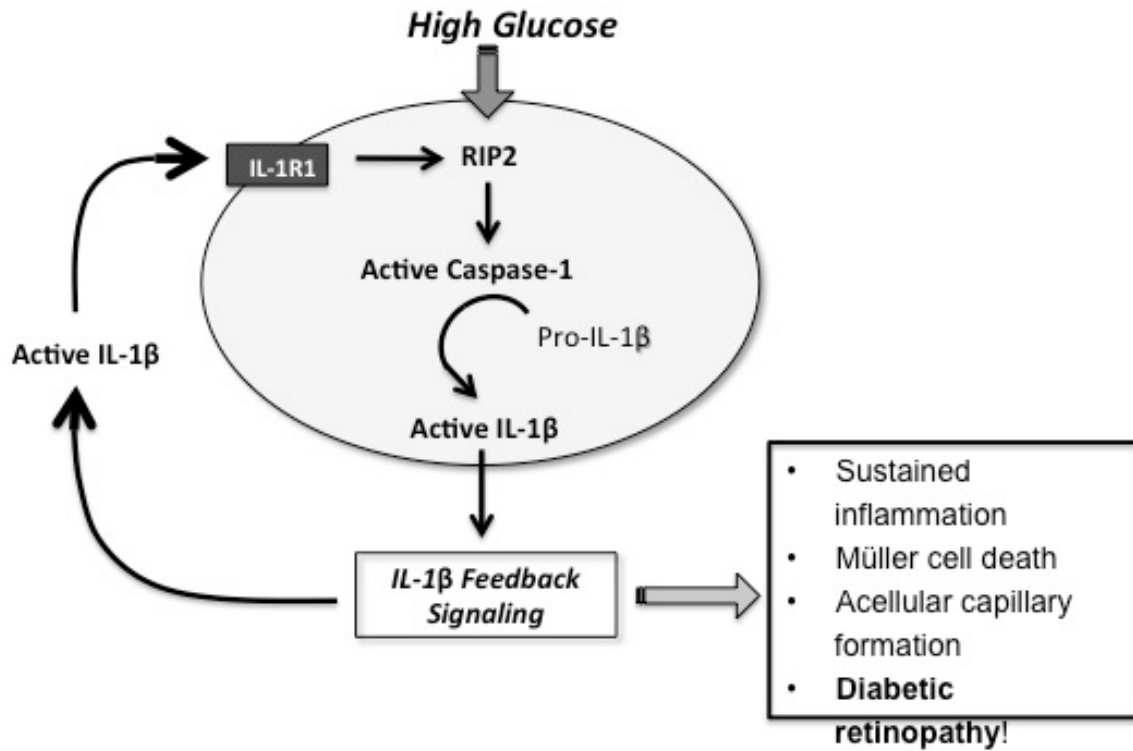 High Glucose
IL-1R1
RIP2
Active Caspase-1
Pro-IL-1β
Active IL-1β
Active IL-1β
IL-1β Feedback
Signaling
• Sustained
inflammation
• Müller cell death
• Acellular capillary
formation
• Diabetic
retinopathy!